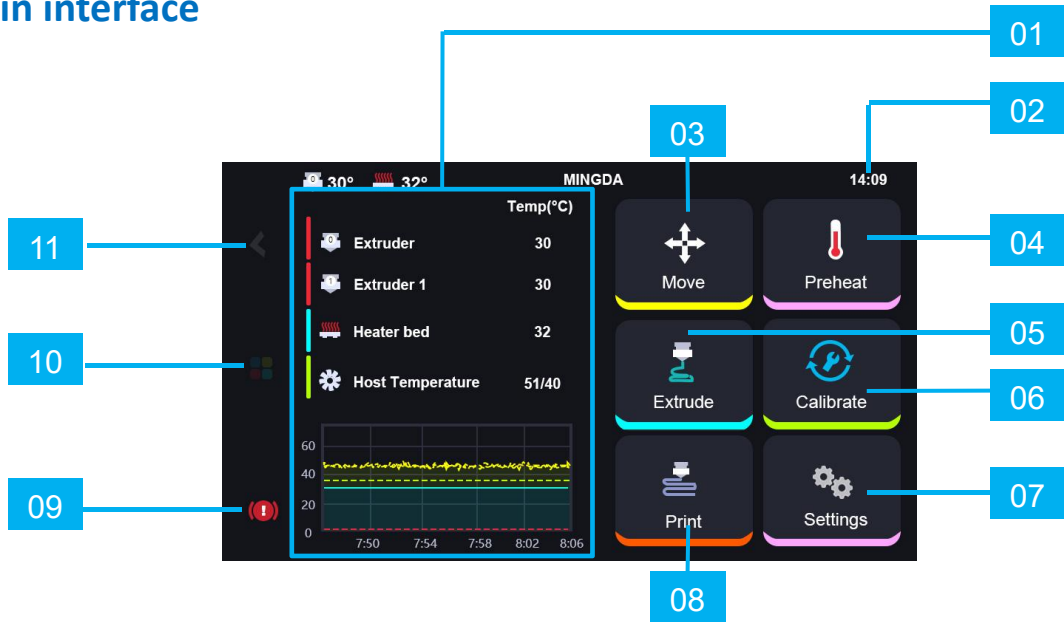 in interface
01
02
03
30° 32° MINGDA 14:09
Temp(°C)
0 Extruder 30
1 Extruder 1 30
Heater bed 32
Host Temperature 51/40
60
40
20
0
7:50 7:54 7:58 8:02 8:06
Move
Preheat
Extrude
Calibrate
Print
Settings
04
05
06
07
08
09
10
11